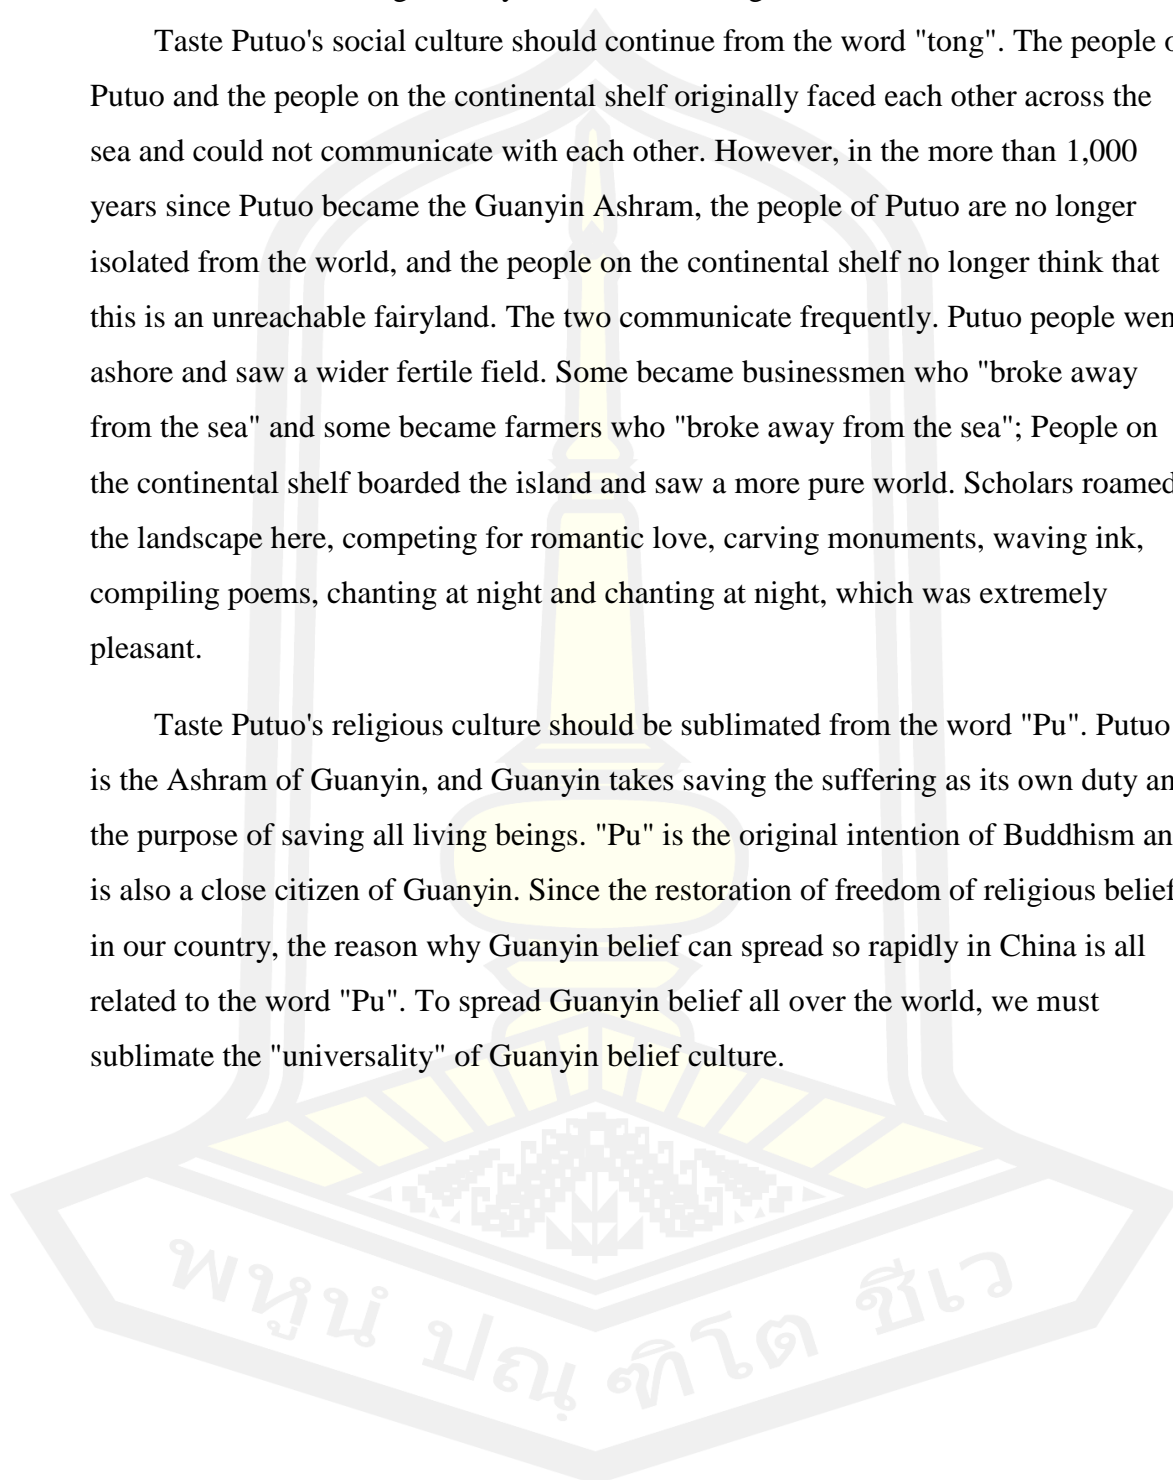 Taste Putuo's social culture should continue from the word "tong". The people
Putuo and the people on the continental shelf originally faced each other across the
sea and could not communicate with each other. However, in the more than 1,000
years since Putuo became the Guanyin Ashram, the people of Putuo are no longer
isolated from the world, and the people on the continental shelf no longer think that
this is an unreachable fairyland. The two communicate frequently. Putuo people wen
ashore and saw a wider fertile field. Some became businessmen who "broke away
from the sea" and some became farmers who "broke away from the sea"; People on
the continental shelf boarded the island and saw a more pure world. Scholars roamed
the landscape here, competing for romantic love, carving monuments, waving ink,
compiling poems, chanting at night and chanting at night, which was extremely
pleasant.
Taste Putuo's religious culture should be sublimated from the word "Pu". Putuo
is the Ashram of Guanyin, and Guanyin takes saving the suffering as its own duty an
the purpose of saving all living beings. "Pu" is the original intention of Buddhism an
is also a close citizen of Guanyin. Since the restoration of freedom of religious belief
in our country, the reason why Guanyin belief can spread so rapidly in China is all
related to the word "Pu". To spread Guanyin belief all over the world, we must
sublimate the "universality" of Guanyin belief culture.
พหูนํ ปณฺฑิโต ชีเว